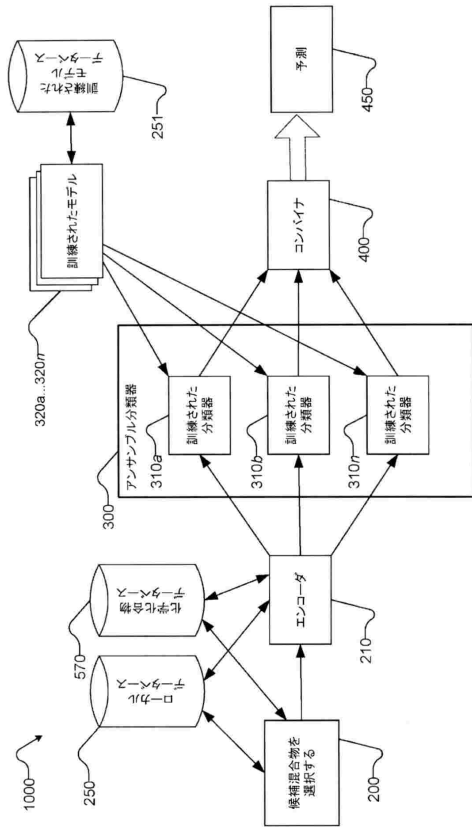 1000
250
ローカル
データベース
570
化学化合物
データベース
200
候補混合物を
選択する
210
エンコーダ
300
アンサンブル分類器
310a
訓練された
分類器
310b
訓練された
分類器
310n
訓練された
分類器
320a...320n
訓練されたモデル
251
訓練された
モデル
データベース
400
コンバイナ
450
予測